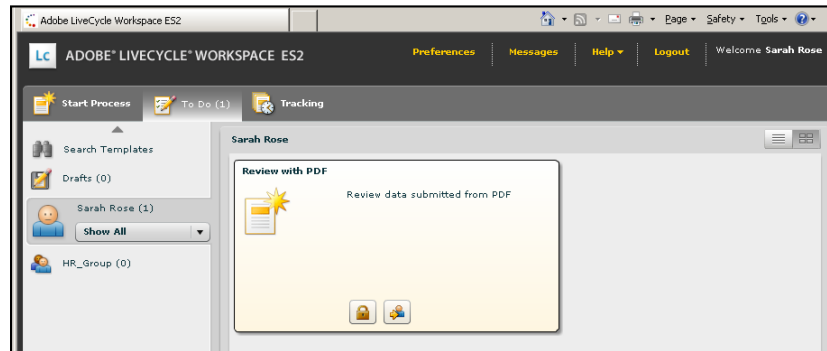 Adobe LiveCycle Workspace ES2
Page Safety Tools
Lc ADOBE® LIVECYCLE® WORKSPACE ES2 Preferences Messages Help Logout Welcome Sarah Rose
Start Process To Do (1) Tracking
Search Templates
Drafts (0)
Sarah Rose (1)
Show All
HR_Group (0)
Sarah Rose
Review with PDF
Review data submitted from PDF